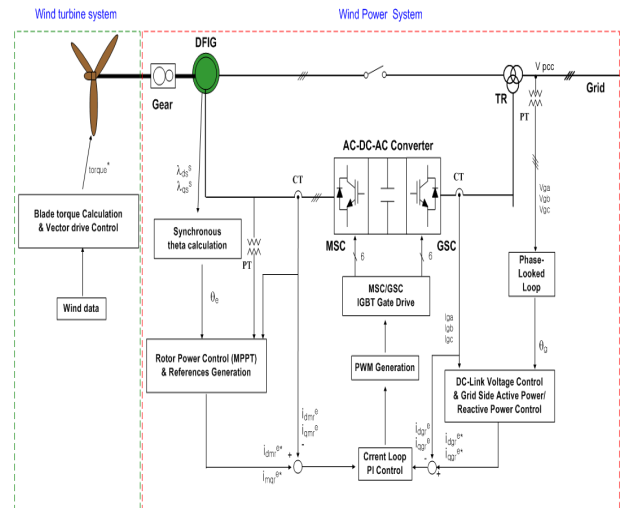 Wind turbine system
Wind Power System
DFIG
V pcc
Gear
TR
Grid
PT
AC-DC-AC Converter
torque*
λds^s
λqs^s
CT
CT
Vga
Vgb
Vgc
Blade torque Calculation
& Vector drive Control
Synchronous
theta calculation
PT
MSC
GSC
6
6
Phase-
Looked
Loop
Wind data
θe
MSC/GSC
IGBT Gate Drive
Iga
Igb
Igc
θg
Rotor Power Control (MPPT)
& References Generation
PWM Generation
DC-Link Voltage Control
& Grid Side Active Power/
Reactive Power Control
idmr^e
iqmr^e
-
idgr^e
iqgr^e
-
idgr^e*
iqgr^e*
idmr^e*
imqr^e*
+
Crrent Loop
PI Control
+